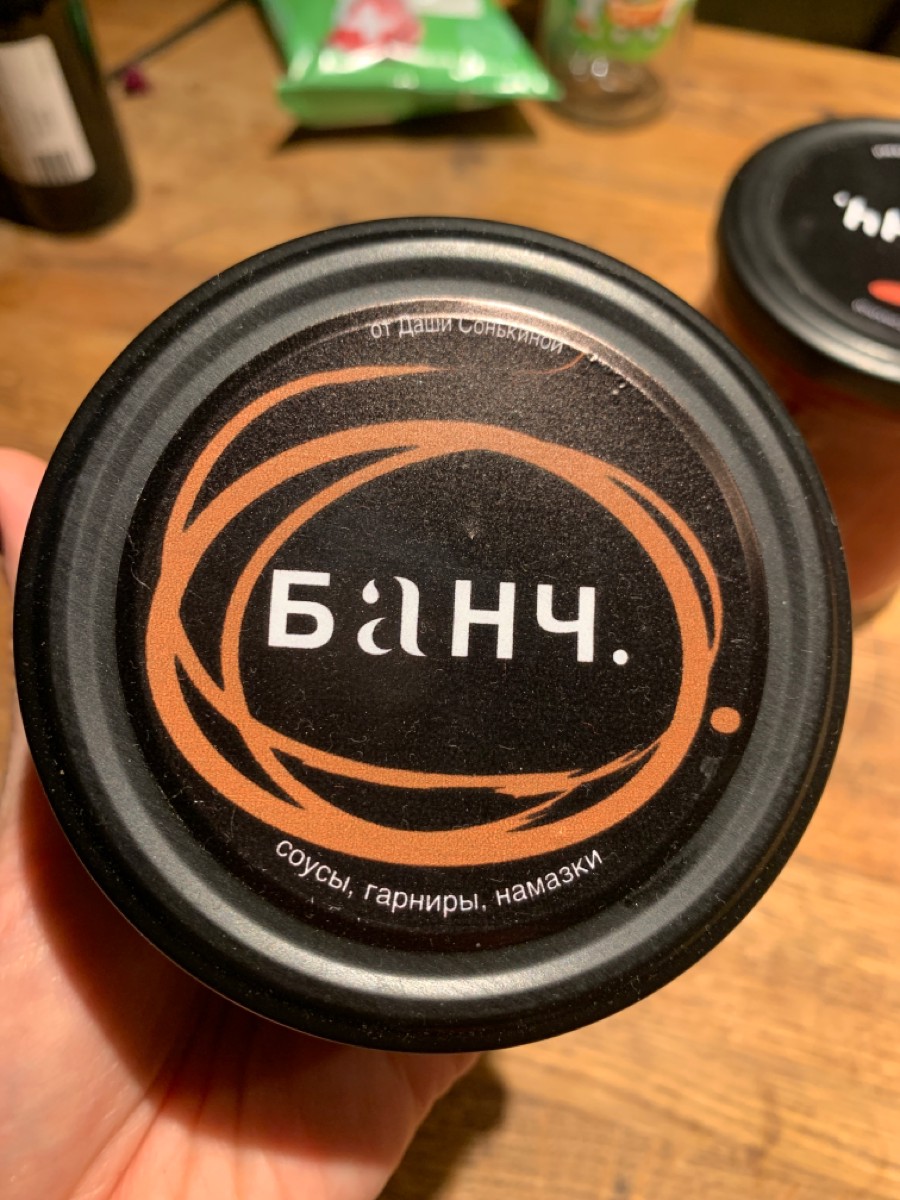 от Даши Сонькиной
Банч.
соусы, гарниры, намазки